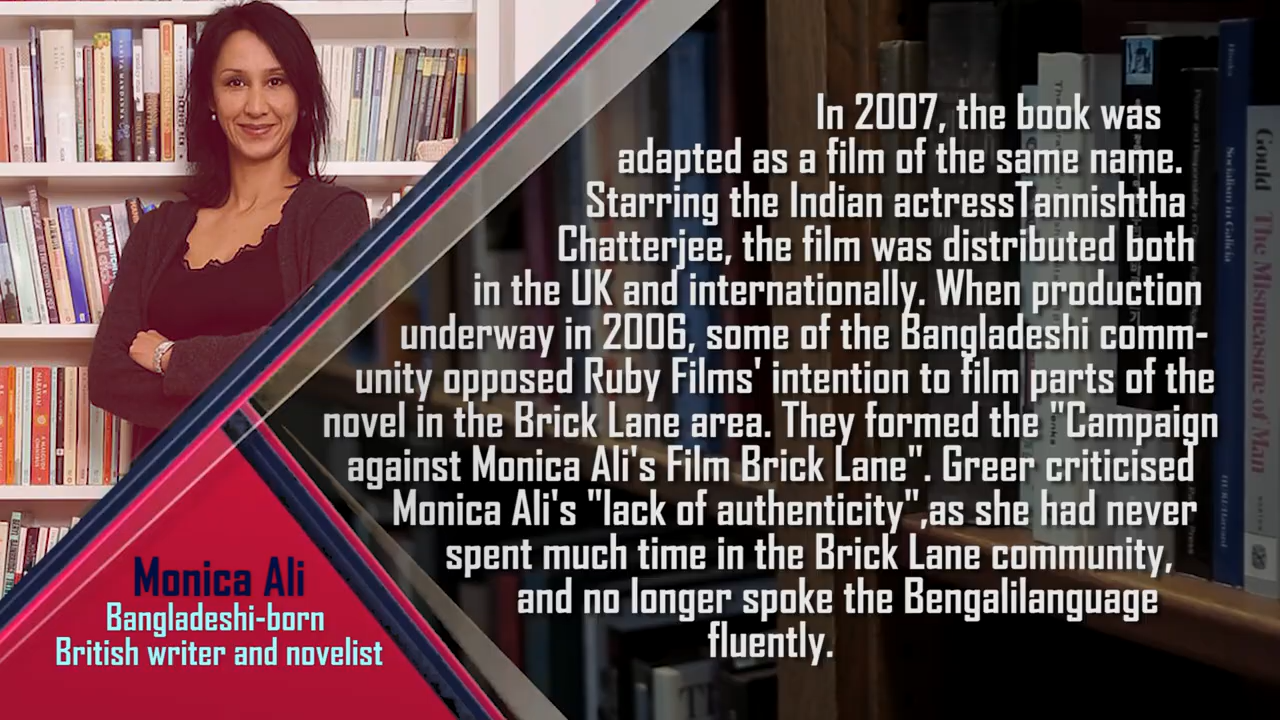 In 2007, the book was
adapted as a film of the same name.
Starring the Indian actressTannishtha
Chatterjee, the film was distributed both
in the UK and internationally. When production
underway in 2006, some of the Bangladeshi comm-
unity opposed Ruby Films' intention to film parts of the
novel in the Brick Lane area. They formed the "Campaign
against Monica Ali's Film Brick Lane". Greer criticised
Monica Ali's "lack of authenticity",as she had never
spent much time in the Brick Lane community,
and no longer spoke the Bengalilanguage
fluently.
Monica Ali
Bangladeshi-born
British writer and novelist
Socialism in Galicia
Gould
The Mismeasure of Man